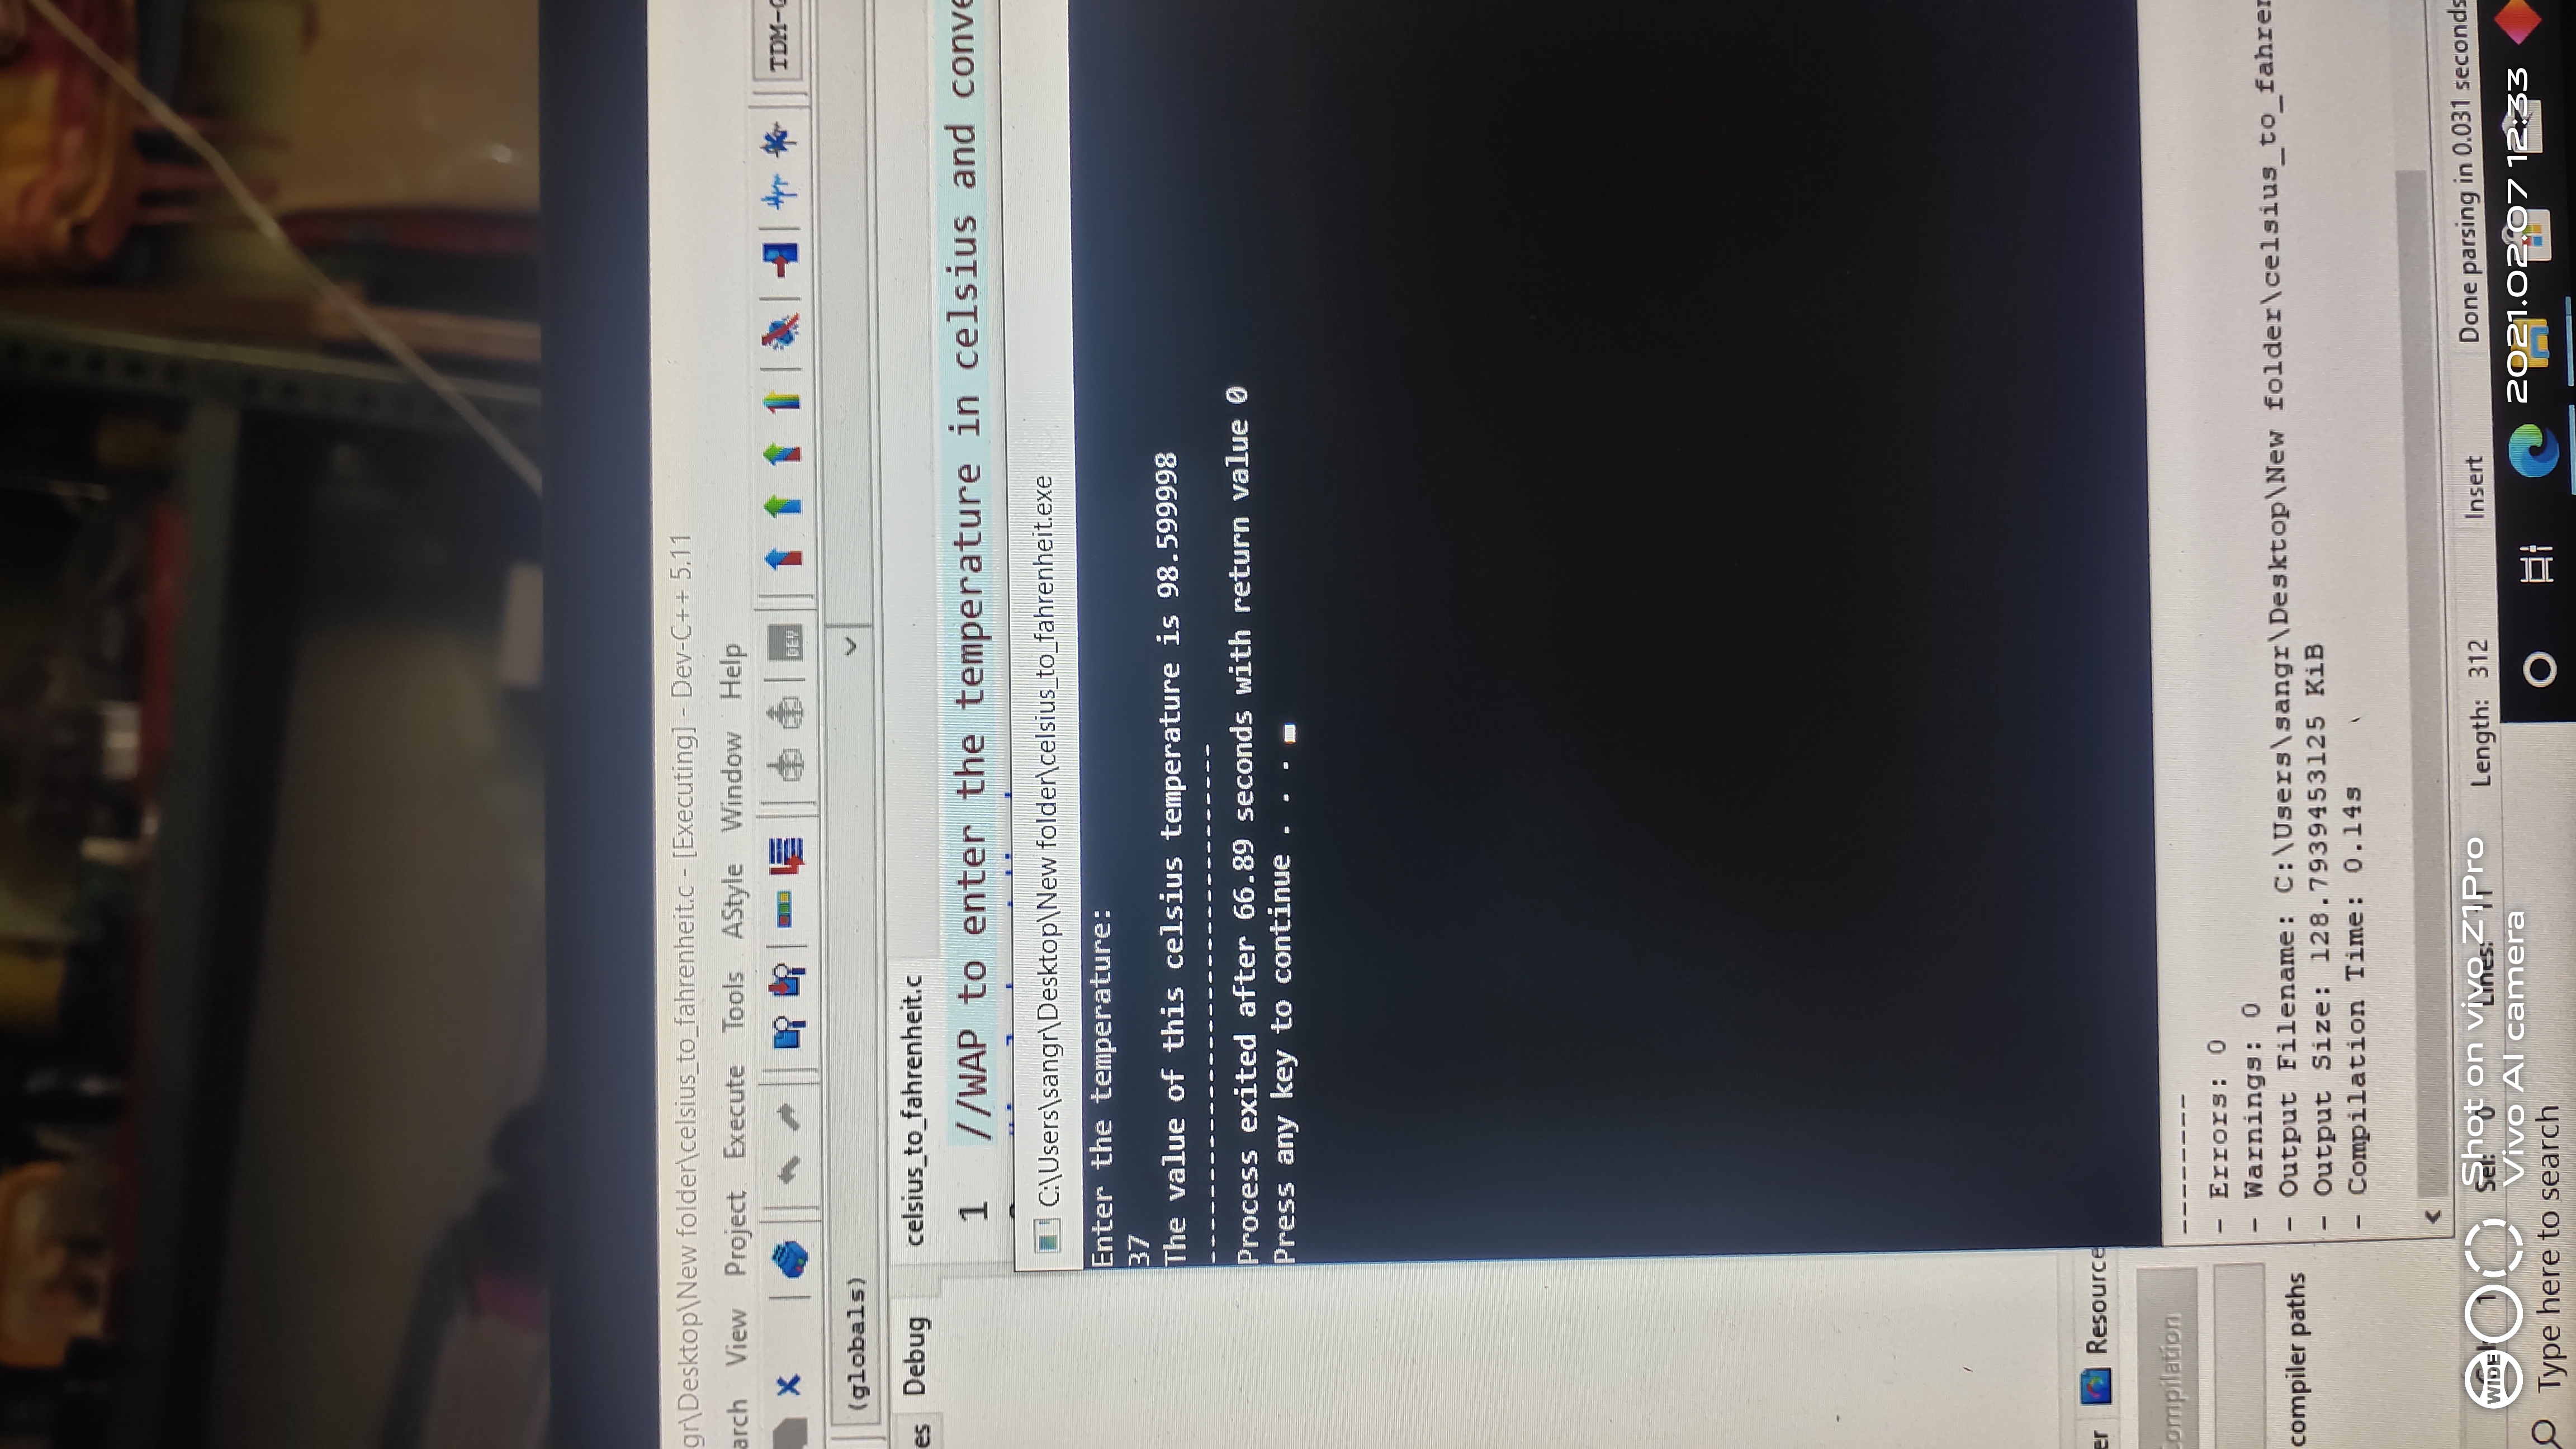 gr\Desktop\New folder\celsius_to_fahrenheit.c - [Executing] - Dev-C++ 5.11
arch View Project Execute Tools AStyle Window Help
DEV
TDM-G
(globals)
es Debug celsius_to_fahrenheit.c
1 //WAP to enter the temperature in celsius and conve
C:\Users\sangr\Desktop\New folder\celsius_to_fahrenheit.exe
Enter the temperature:
37
The value of this celsius temperature is 98.599998
--------------------------------
Process exited after 66.89 seconds with return value 0
Press any key to continue . . .
er Resource
Compilation
compiler paths
--------
- Errors: 0
- Warnings: 0
- Output Filename: C:\Users\sangr\Desktop\New folder\celsius_to_fahren
- Output Size: 128.7939453125 KiB
- Compilation Time: 0.14s
Sel: 0 Lines: 11 Length: 312 Insert Done parsing in 0.031 seconds
WIDE
Shot on vivo Z1Pro
Vivo AI camera
2021.02.07 12:33
Type here to search